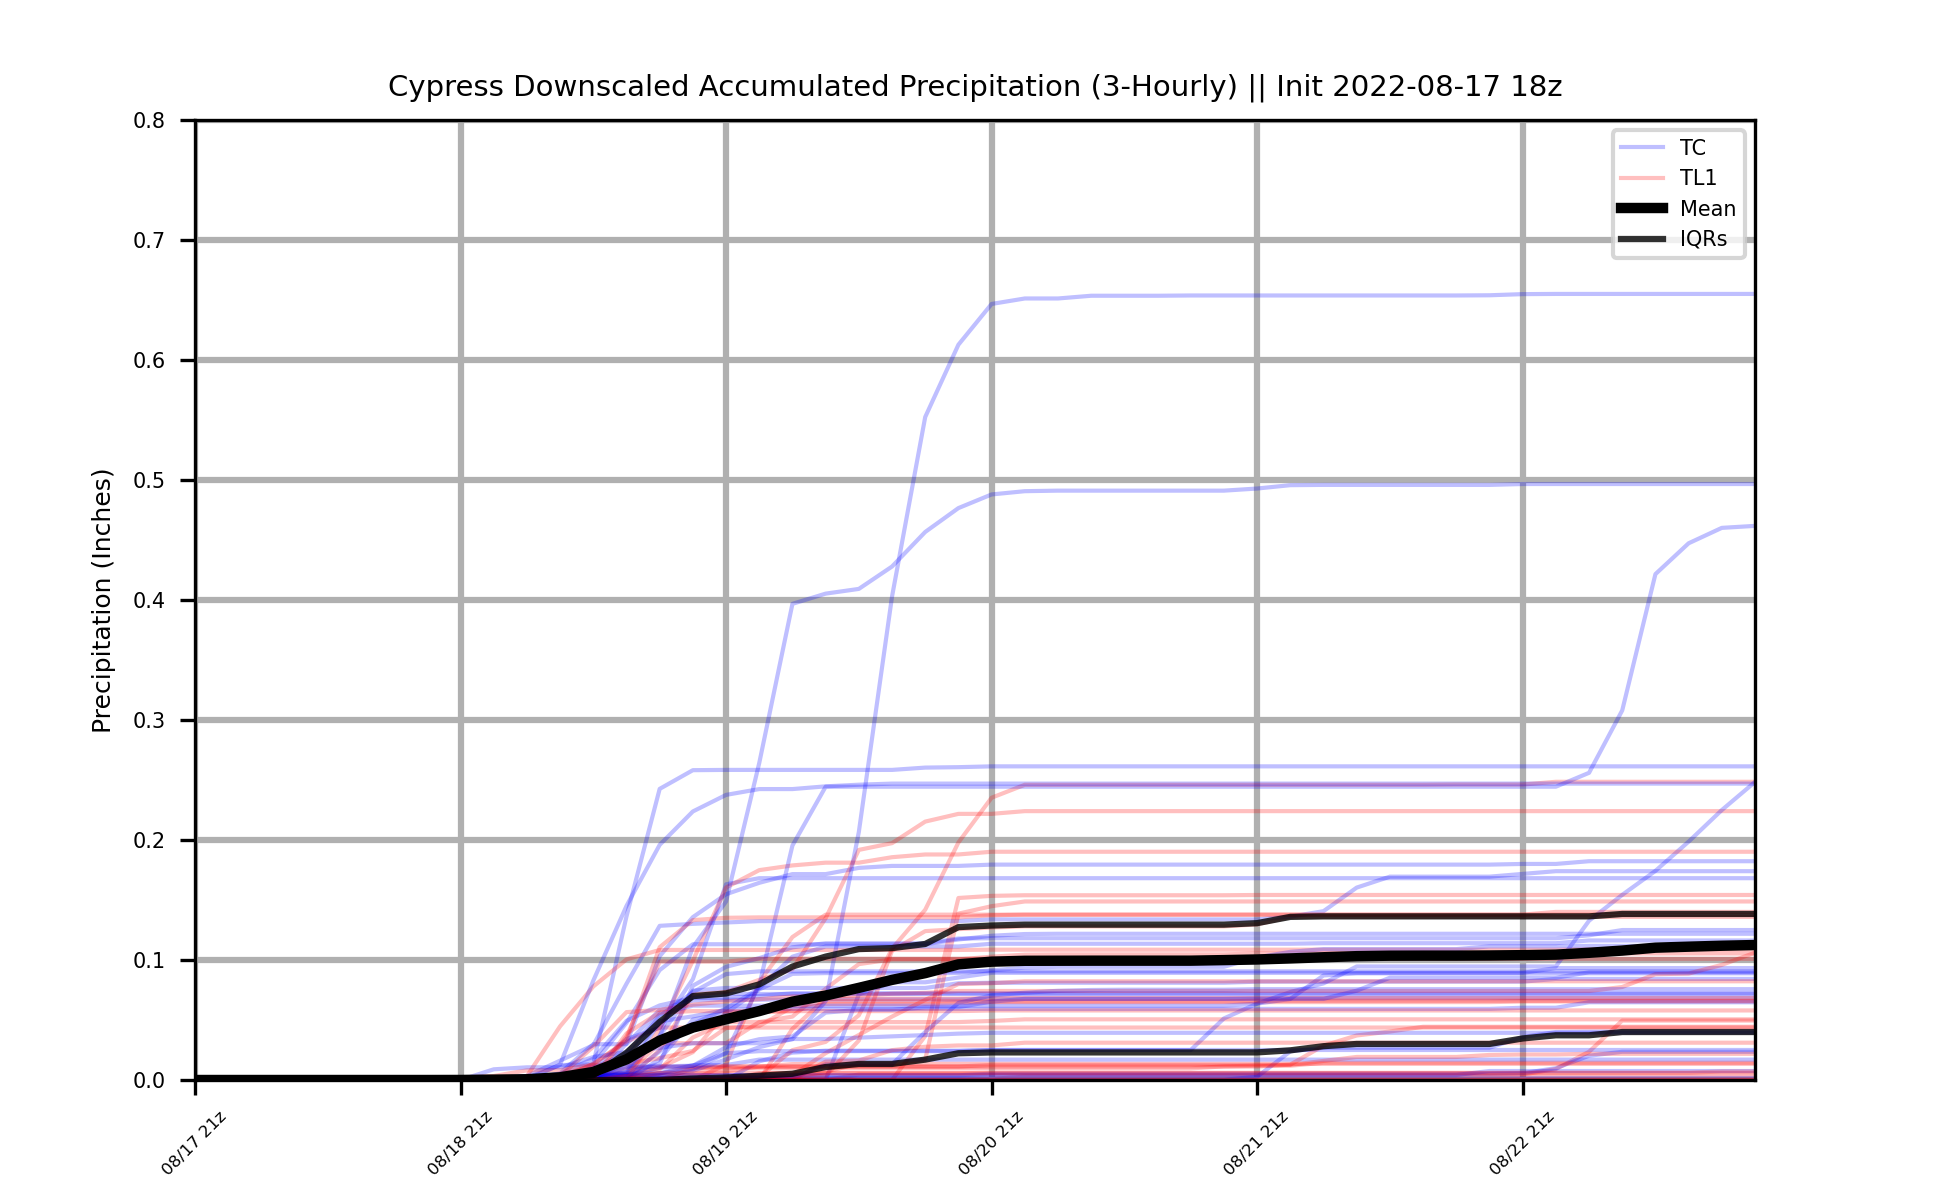 Cypress Downscaled Accumulated Precipitation (3-Hourly) || Init 2022-08-17 18z
TC
TL1
Mean
IQRs
Precipitation (Inches)
0.8
0.7
0.6
0.5
0.4
0.3
0.2
0.1
0.0
08/17 21z
08/18 21z
08/19 21z
08/20 21z
08/21 21z
08/22 21z